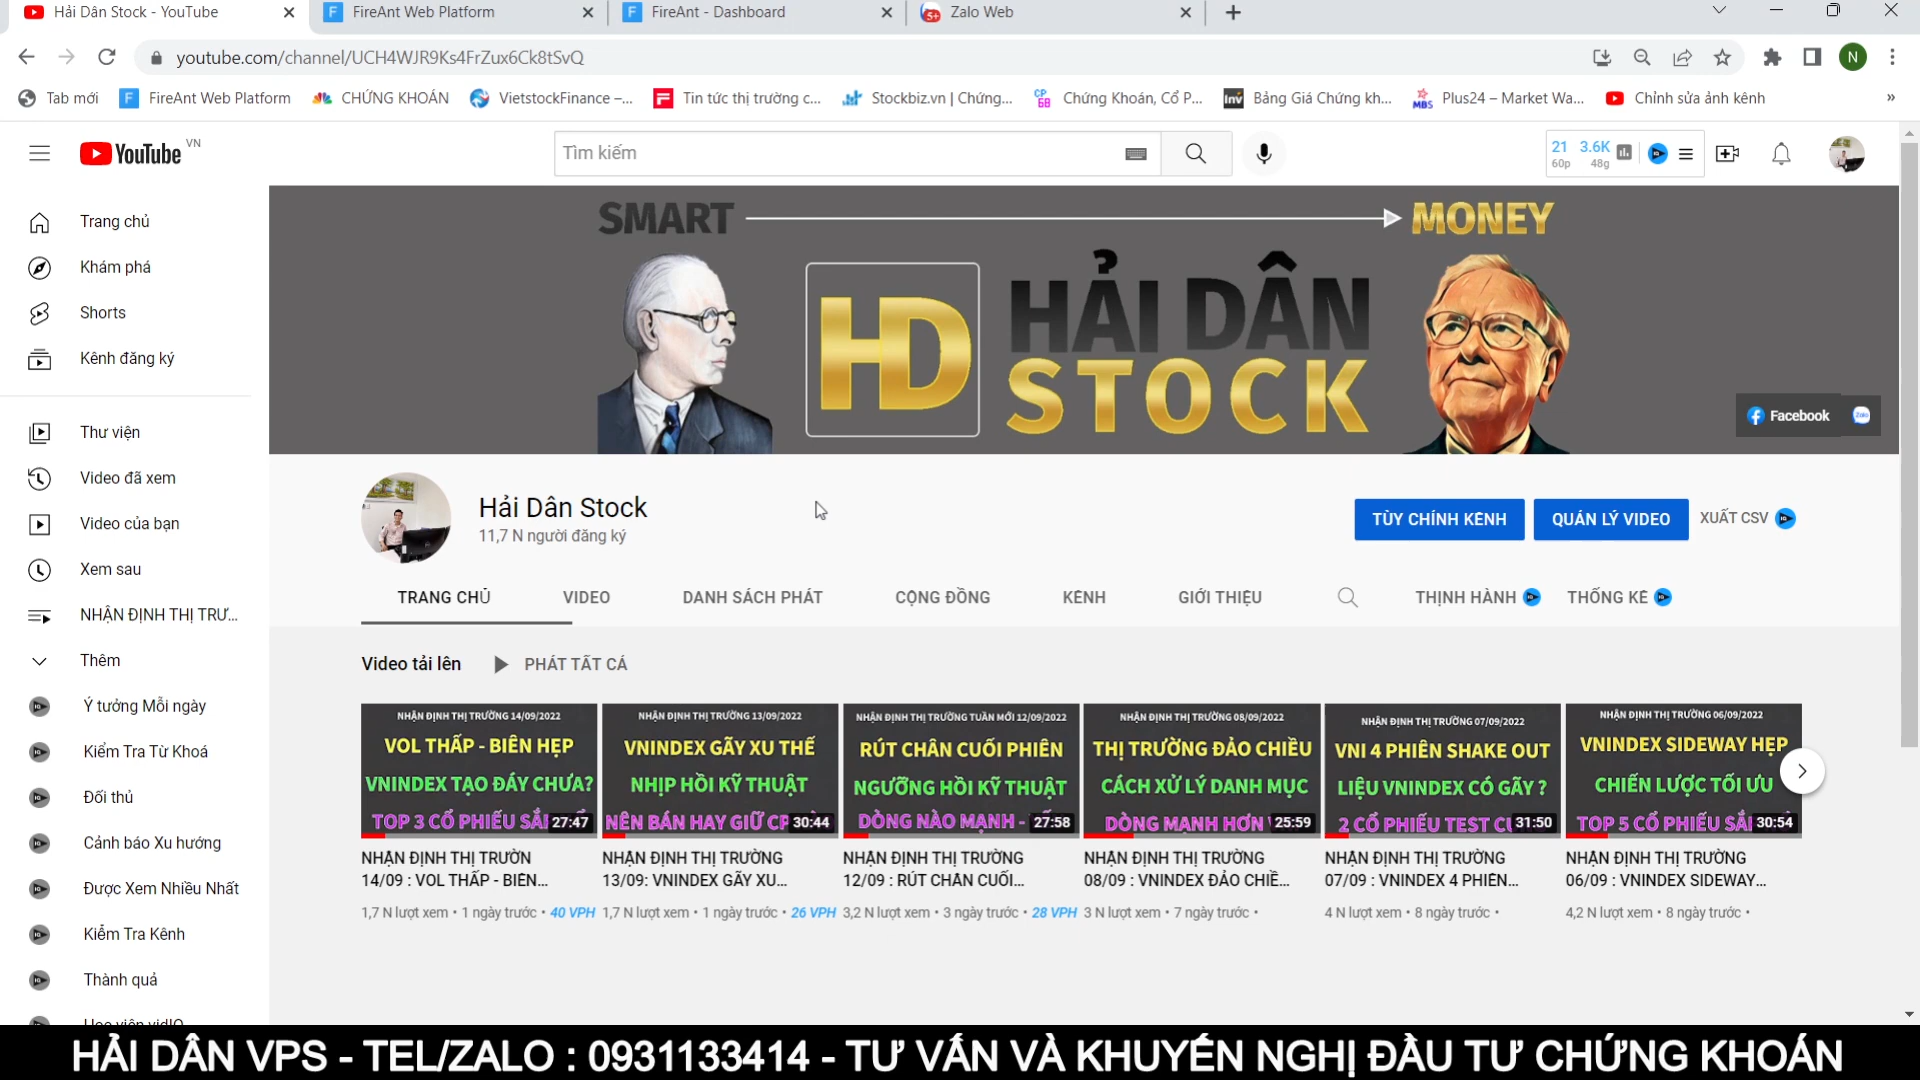 Hải Dân Stock - YouTube
FireAnt Web Platform
FireAnt - Dashboard
Zalo Web
youtube.com/channel/UCH4WJR9Ks4FrZux6Ck8tSvQ
N
Tab mới
FireAnt Web Platform
CHỨNG KHOÁN
VietstockFinance –...
Tin tức thị trường c...
Stockbiz.vn | Chứng...
Chứng Khoán, Cổ P...
Bảng Giá Chứng kh...
Plus24 – Market Wa...
Chỉnh sửa ảnh kênh
YouTube VN
Tìm kiếm
21 3.6K
60p 48g
Trang chủ
Khám phá
Shorts
Kênh đăng ký
Thư viện
Video đã xem
Video của bạn
Xem sau
NHẬN ĐỊNH THỊ TRƯ...
Thêm
Ý tưởng Mỗi ngày
Kiểm Tra Từ Khoá
Đối thủ
Cảnh báo Xu hướng
Được Xem Nhiều Nhất
Kiểm Tra Kênh
Thành quả
SMART MONEY
HD HẢI DÂN
STOCK
Facebook
Zalo
Hải Dân Stock
11,7 N người đăng ký
TÙY CHỈNH KÊNH
QUẢN LÝ VIDEO
XUẤT CSV
TRANG CHỦ
VIDEO
DANH SÁCH PHÁT
CỘNG ĐỒNG
KÊNH
GIỚI THIỆU
THỊNH HÀNH
THỐNG KÊ
Video tải lên
PHÁT TẤT CẢ
NHẬN ĐỊNH THỊ TRƯỜNG 14/09/2022
VOL THẤP - BIÊN HẸP
VNINDEX TẠO ĐÁY CHƯA?
TOP 3 CỔ PHIẾU
27:47
NHẬN ĐỊNH THỊ TRƯỜN
14/09 : VOL THẤP - BIÊN...
1,7 N lượt xem • 1 ngày trước • 40 VPH
NHẬN ĐỊNH THỊ TRƯỜNG 13/09/2022
VNINDEX GÃY XU THẾ
NHỊP HỒI KỸ THUẬT
NÊN BÁN HAY GIỮ
30:44
NHẬN ĐỊNH THỊ TRƯỜNG
13/09: VNINDEX GÃY XU...
1,7 N lượt xem • 1 ngày trước • 26 VPH
NHẬN ĐỊNH THỊ TRƯỜNG TUẦN MỚI 12/09/2022
RÚT CHÂN CUỐI PHIÊN
NGƯỠNG HỒI KỸ THUẬT
DÒNG NÀO MẠNH -
27:58
NHẬN ĐỊNH THỊ TRƯỜNG
12/09 : RÚT CHÂN CUỐI...
3,2 N lượt xem • 3 ngày trước • 28 VPH
NHẬN ĐỊNH THỊ TRƯỜNG 08/09/2022
THỊ TRƯỜNG ĐẢO CHIỀU
CÁCH XỬ LÝ DANH MỤC
DÒNG MẠNH HƠN
25:59
NHẬN ĐỊNH THỊ TRƯỜNG
08/09 : VNINDEX ĐẢO CHIỀ...
3 N lượt xem • 7 ngày trước •
NHẬN ĐỊNH THỊ TRƯỜNG 07/09/2022
VNI 4 PHIÊN SHAKE OUT
LIỆU VNINDEX CÓ GÃY ?
2 CỔ PHIẾU TEST
31:50
NHẬN ĐỊNH THỊ TRƯỜNG
07/09 : VNINDEX 4 PHIÊN...
4 N lượt xem • 8 ngày trước •
NHẬN ĐỊNH THỊ TRƯỜNG 06/09/2022
VNINDEX SIDEWAY HẸP
CHIẾN LƯỢC TỐI ƯU
TOP 5 CỔ PHIẾU
30:54
NHẬN ĐỊNH THỊ TRƯỜNG
06/09 : VNINDEX SIDEWAY...
4,2 N lượt xem • 8 ngày trước •
HẢI DÂN VPS - TEL/ZALO : 0931133414 - TƯ VẤN VÀ KHUYẾN NGHỊ ĐẦU TƯ CHỨNG KHOÁN